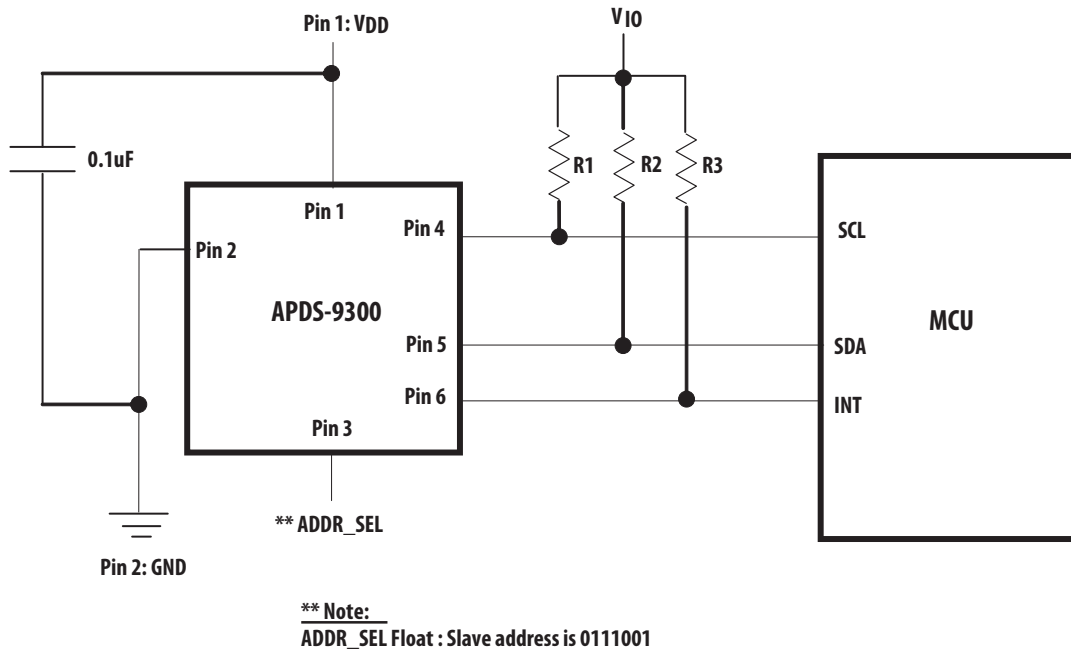 Pin 1: VDD
VIO
0.1uF
R1
R2
R3
Pin 1
Pin 4
SCL
Pin 2
APDS-9300
MCU
Pin 5
SDA
Pin 6
INT
Pin 3
** ADDR_SEL
Pin 2: GND
** Note:
ADDR_SEL Float : Slave address is 0111001